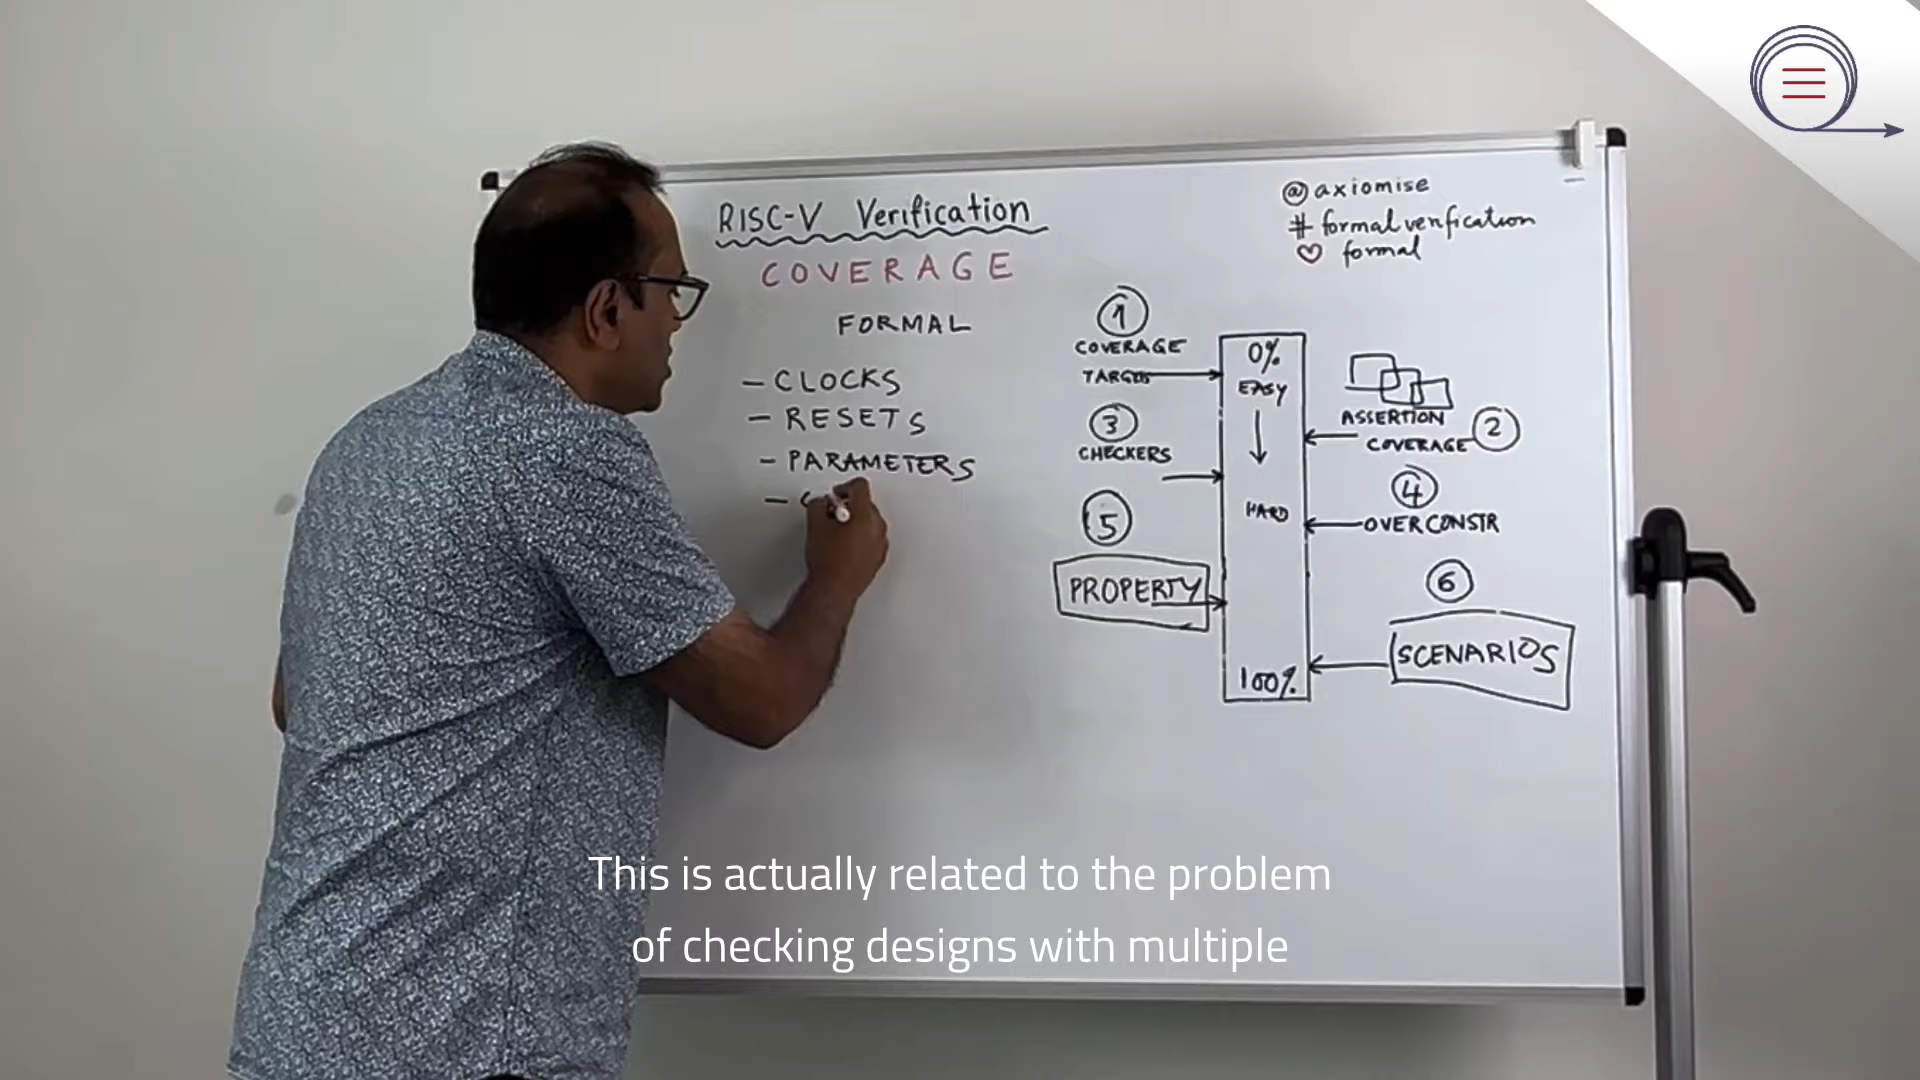 RISC-V Verification
COVERAGE
FORMAL
- CLOCKS
- RESETS
- PARAMETERS
-
@axiomise
# formal verification
♡ formal
1
COVERAGE
TARGETS
3
CHECKERS
5
PROPERTY
0%
EASY
HARD
100%
ASSERTION
COVERAGE 2
4
OVERCONSTR
6
SCENARIOS
This is actually related to the problem
of checking designs with multiple